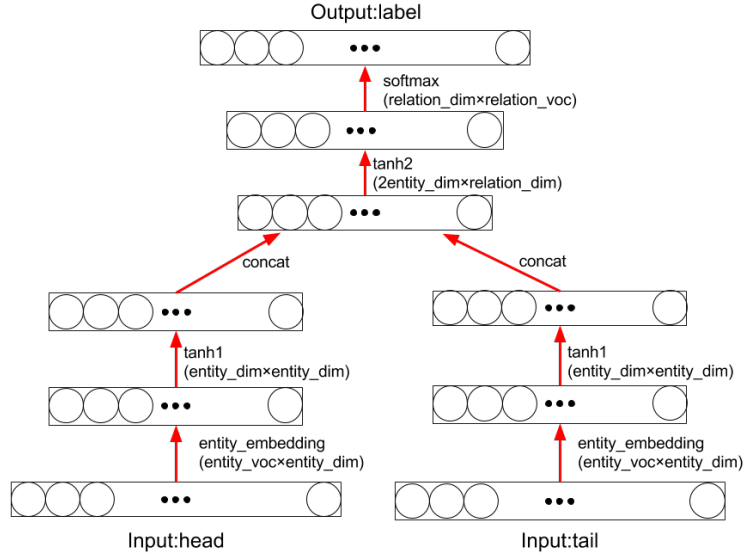 Output:label
softmax
(relation_dim×relation_voc)
tanh2
(2entity_dim×relation_dim)
concat
concat
tanh1
(entity_dim×entity_dim)
tanh1
(entity_dim×entity_dim)
entity_embedding
(entity_voc×entity_dim)
entity_embedding
(entity_voc×entity_dim)
Input:head
Input:tail